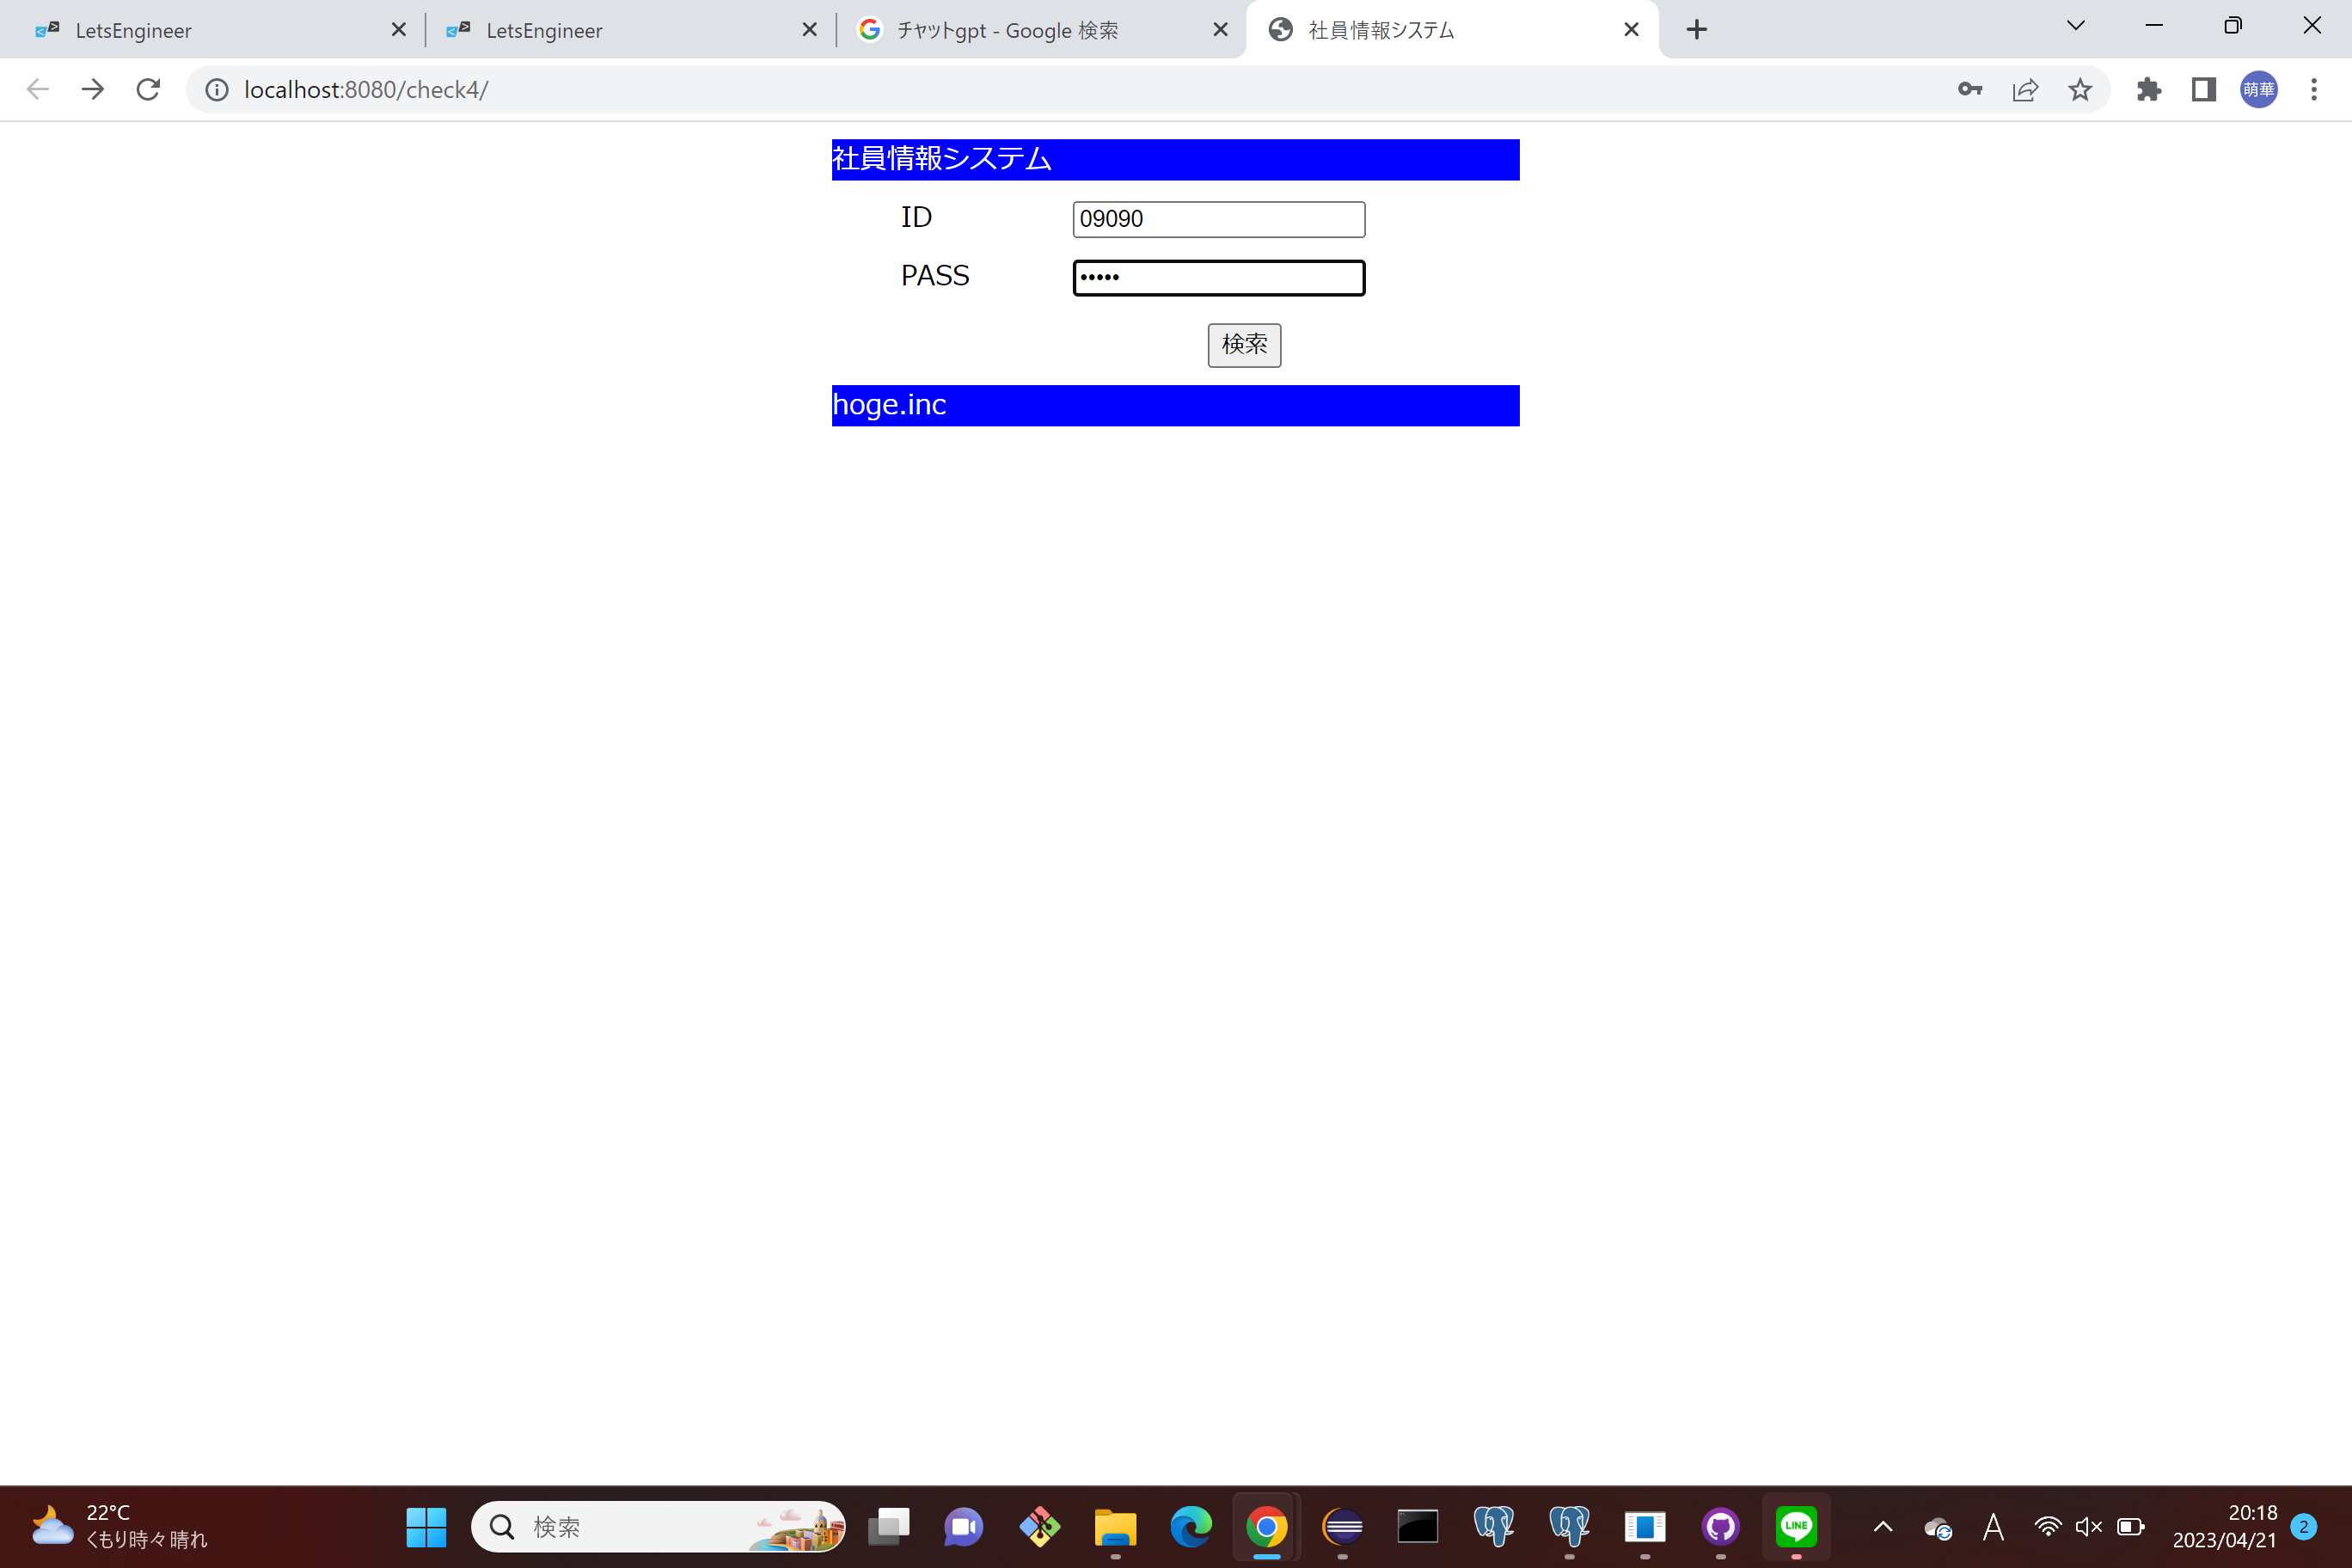 LetsEngineer
LetsEngineer
チャットgpt - Google 検索
社員情報システム
localhost:8080/check4/
萌華
社員情報システム
ID
09090
PASS
•••••
検索
hoge.inc
22°C
くもり時々晴れ
検索
LINE
A
20:18
2023/04/21
2